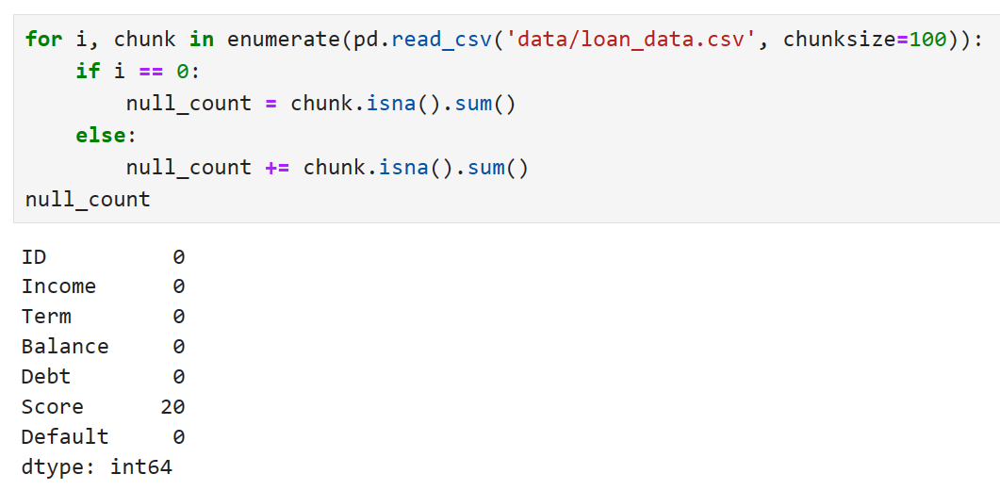 for i, chunk in enumerate(pd.read_csv('data/loan_data.csv', chunksize=100)):
    if i == 0:
        null_count = chunk.isna().sum()
    else:
        null_count += chunk.isna().sum()
null_count
ID          0
Income      0
Term        0
Balance     0
Debt        0
Score      20
Default     0
dtype: int64